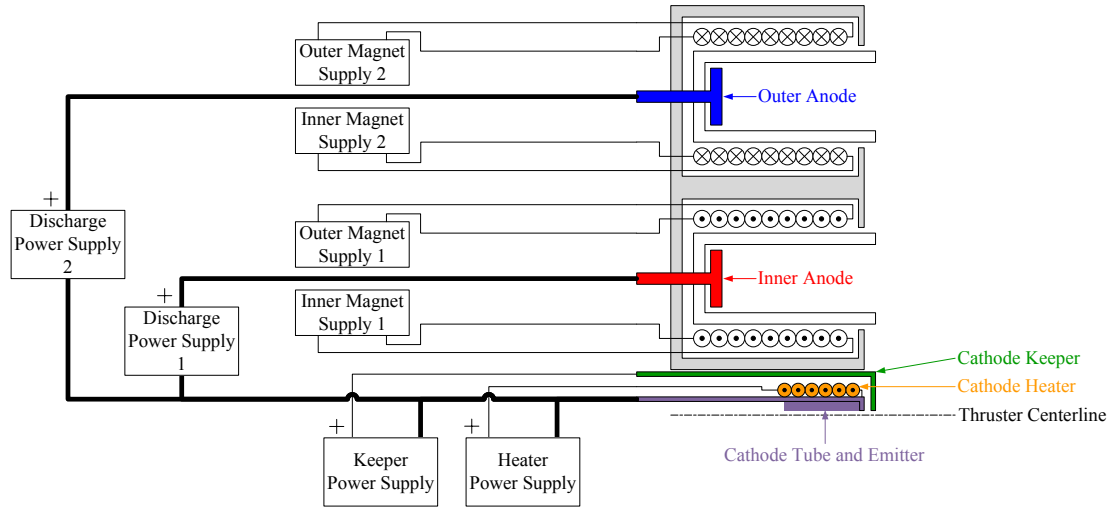 Outer Magnet
Supply 2
Outer Anode
Inner Magnet
Supply 2
+
Discharge
Power Supply
2
Outer Magnet
Supply 1
+
Inner Anode
Discharge
Power Supply
1
Inner Magnet
Supply 1
Cathode Keeper
Cathode Heater
Thruster Centerline
+
Keeper
Power Supply
+
Heater
Power Supply
Cathode Tube and Emitter